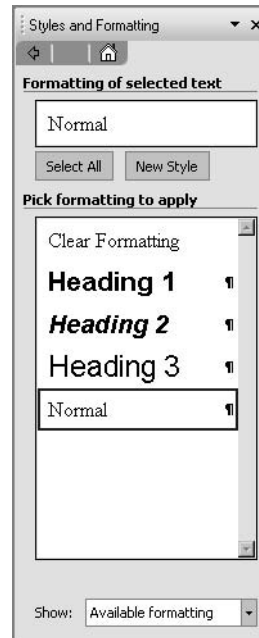 Styles and Formatting
Formatting of selected text
Normal
Select All New Style
Pick formatting to apply
Clear Formatting
Heading 1 ¶
Heading 2 ¶
Heading 3 ¶
Normal ¶
Show: Available formatting